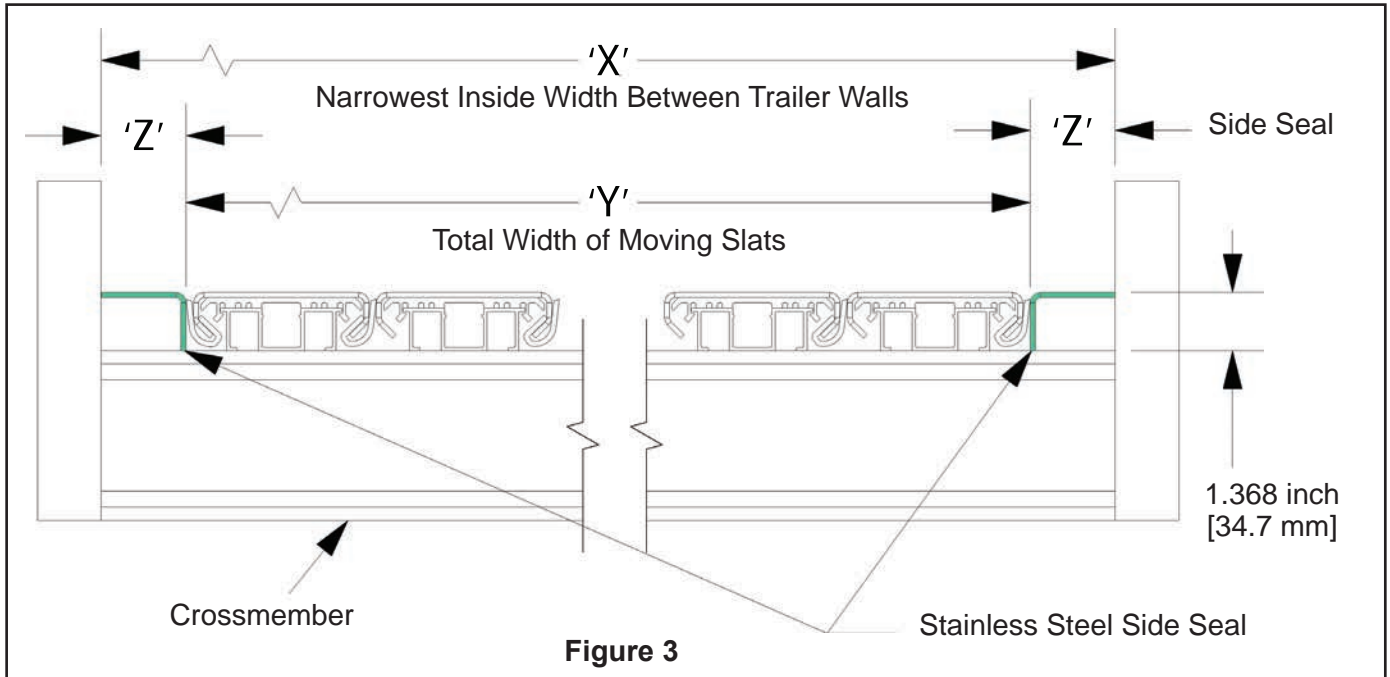 'X'
Narrowest Inside Width Between Trailer Walls
'Z'
'Z'
Side Seal
'Y'
Total Width of Moving Slats
1.368 inch
[34.7 mm]
Crossmember
Stainless Steel Side Seal
Figure 3